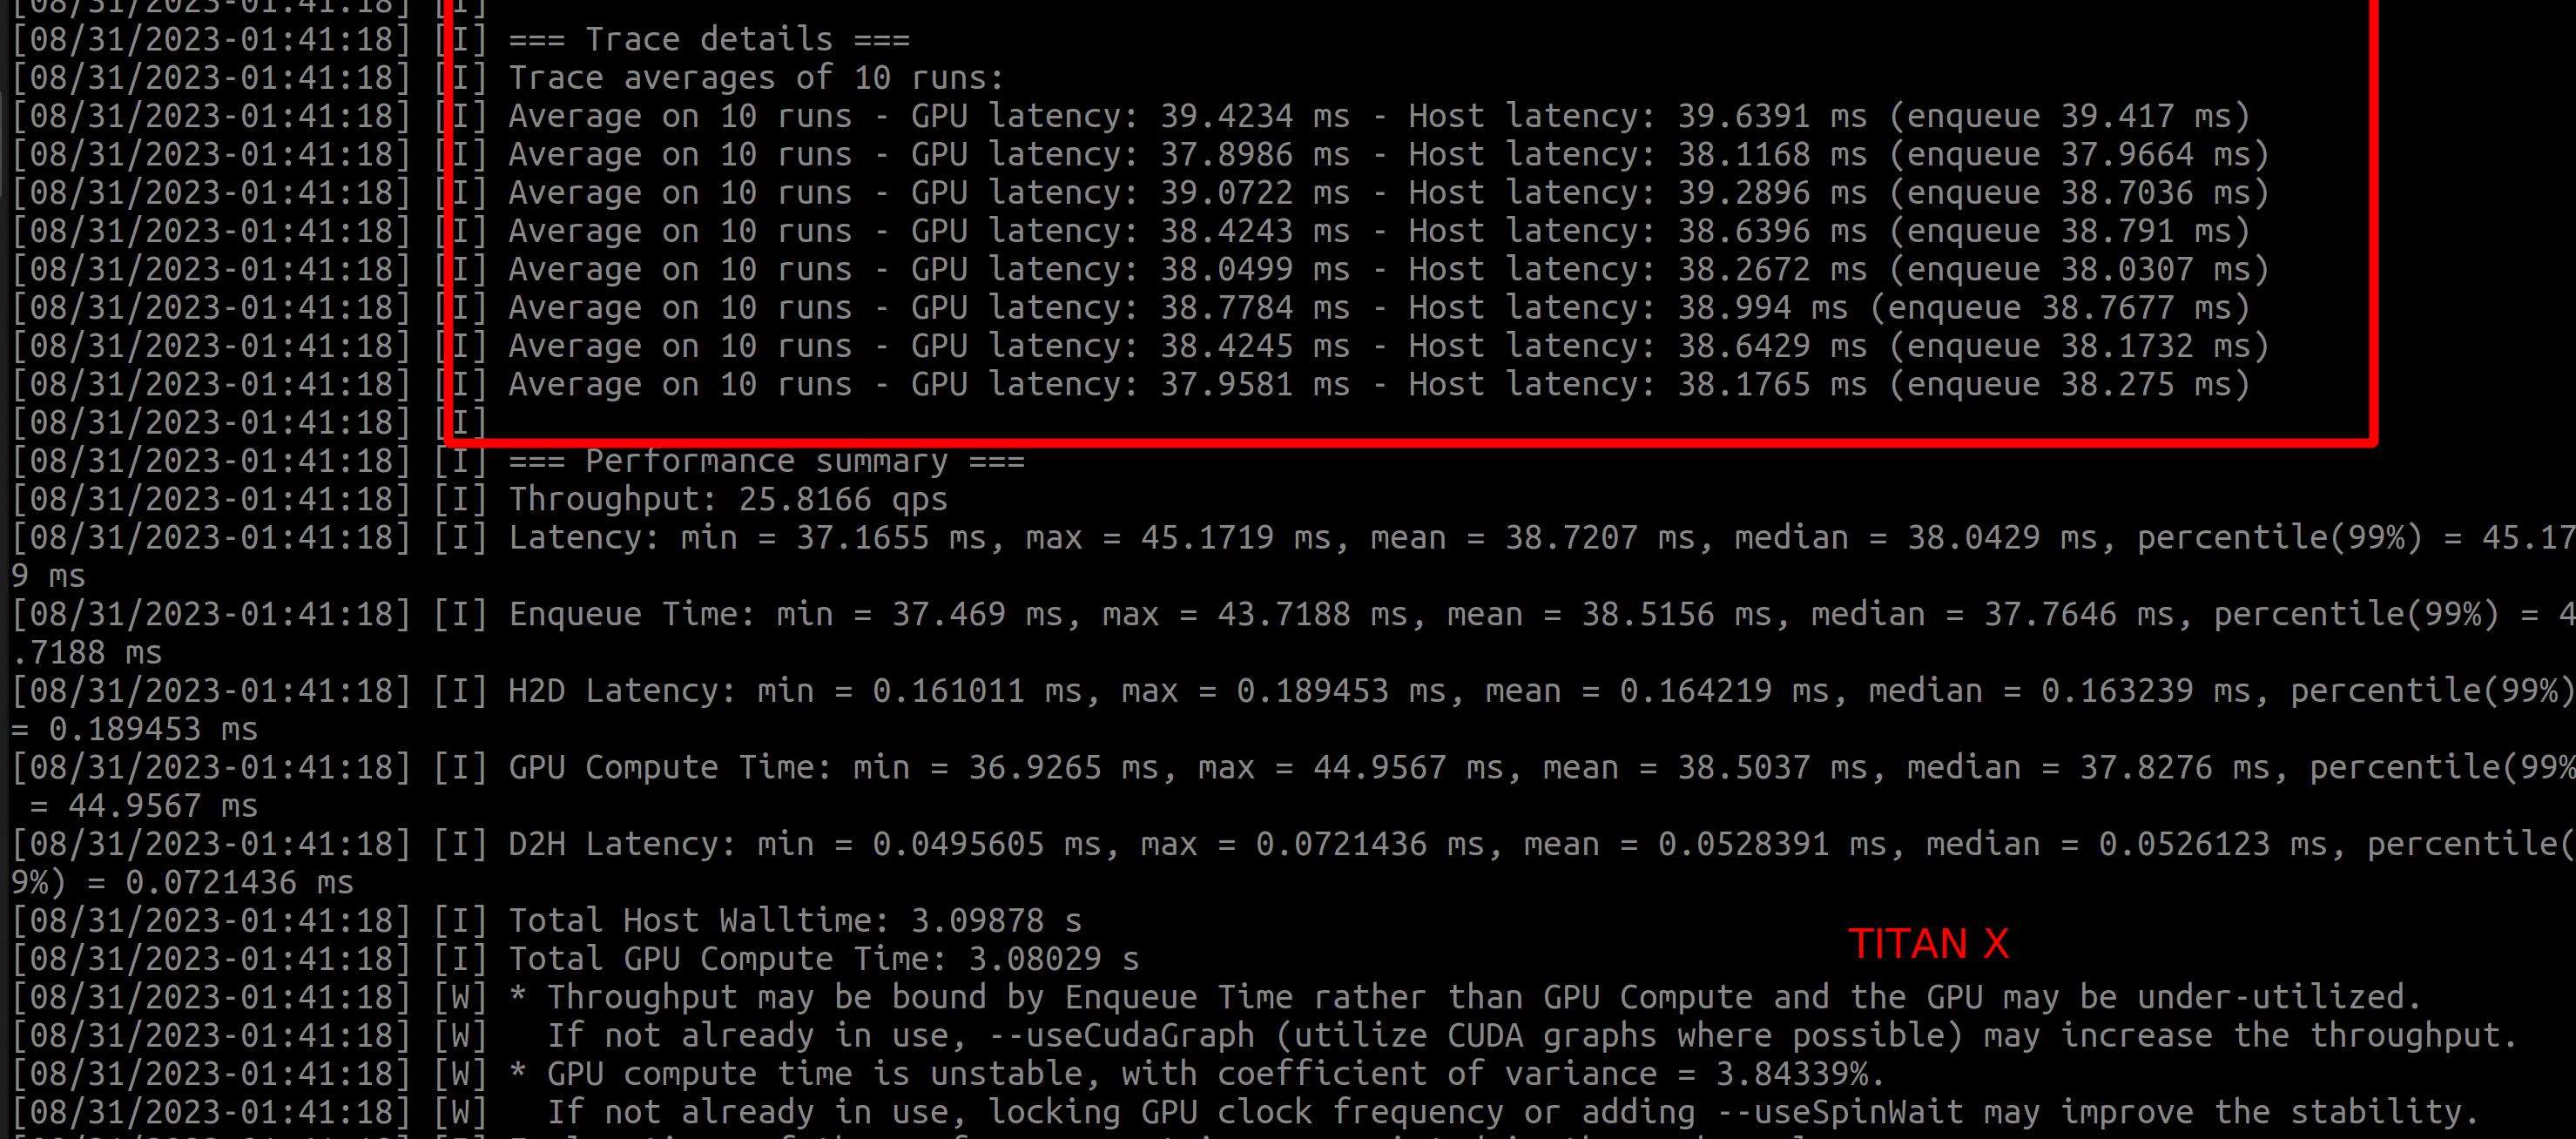 [08/31/2023-01:41:18] [I]
[08/31/2023-01:41:18] [I] === Trace details ===
[08/31/2023-01:41:18] [I] Trace averages of 10 runs:
[08/31/2023-01:41:18] [I] Average on 10 runs - GPU latency: 39.4234 ms - Host latency: 39.6391 ms (enqueue 39.417 ms)
[08/31/2023-01:41:18] [I] Average on 10 runs - GPU latency: 37.8986 ms - Host latency: 38.1168 ms (enqueue 37.9664 ms)
[08/31/2023-01:41:18] [I] Average on 10 runs - GPU latency: 39.0722 ms - Host latency: 39.2896 ms (enqueue 38.7036 ms)
[08/31/2023-01:41:18] [I] Average on 10 runs - GPU latency: 38.4243 ms - Host latency: 38.6396 ms (enqueue 38.791 ms)
[08/31/2023-01:41:18] [I] Average on 10 runs - GPU latency: 38.0499 ms - Host latency: 38.2672 ms (enqueue 38.0307 ms)
[08/31/2023-01:41:18] [I] Average on 10 runs - GPU latency: 38.7784 ms - Host latency: 38.994 ms (enqueue 38.7677 ms)
[08/31/2023-01:41:18] [I] Average on 10 runs - GPU latency: 38.4245 ms - Host latency: 38.6429 ms (enqueue 38.1732 ms)
[08/31/2023-01:41:18] [I] Average on 10 runs - GPU latency: 37.9581 ms - Host latency: 38.1765 ms (enqueue 38.275 ms)
[08/31/2023-01:41:18] [I]
[08/31/2023-01:41:18] [I] === Performance summary ===
[08/31/2023-01:41:18] [I] Throughput: 25.8166 qps
[08/31/2023-01:41:18] [I] Latency: min = 37.1655 ms, max = 45.1719 ms, mean = 38.7207 ms, median = 38.0429 ms, percentile(99%) = 45.17
9 ms
[08/31/2023-01:41:18] [I] Enqueue Time: min = 37.469 ms, max = 43.7188 ms, mean = 38.5156 ms, median = 37.7646 ms, percentile(99%) = 4
.7188 ms
[08/31/2023-01:41:18] [I] H2D Latency: min = 0.161011 ms, max = 0.189453 ms, mean = 0.164219 ms, median = 0.163239 ms, percentile(99%)
= 0.189453 ms
[08/31/2023-01:41:18] [I] GPU Compute Time: min = 36.9265 ms, max = 44.9567 ms, mean = 38.5037 ms, median = 37.8276 ms, percentile(99%
= 44.9567 ms
[08/31/2023-01:41:18] [I] D2H Latency: min = 0.0495605 ms, max = 0.0721436 ms, mean = 0.0528391 ms, median = 0.0526123 ms, percentile(
9%) = 0.0721436 ms
[08/31/2023-01:41:18] [I] Total Host Walltime: 3.09878 s
TITAN X
[08/31/2023-01:41:18] [I] Total GPU Compute Time: 3.08029 s
[08/31/2023-01:41:18] [W] * Throughput may be bound by Enqueue Time rather than GPU Compute and the GPU may be under-utilized.
[08/31/2023-01:41:18] [W] If not already in use, --useCudaGraph (utilize CUDA graphs where possible) may increase the throughput.
[08/31/2023-01:41:18] [W] * GPU compute time is unstable, with coefficient of variance = 3.84339%.
[08/31/2023-01:41:18] [W] If not already in use, locking GPU clock frequency or adding --useSpinWait may improve the stability.